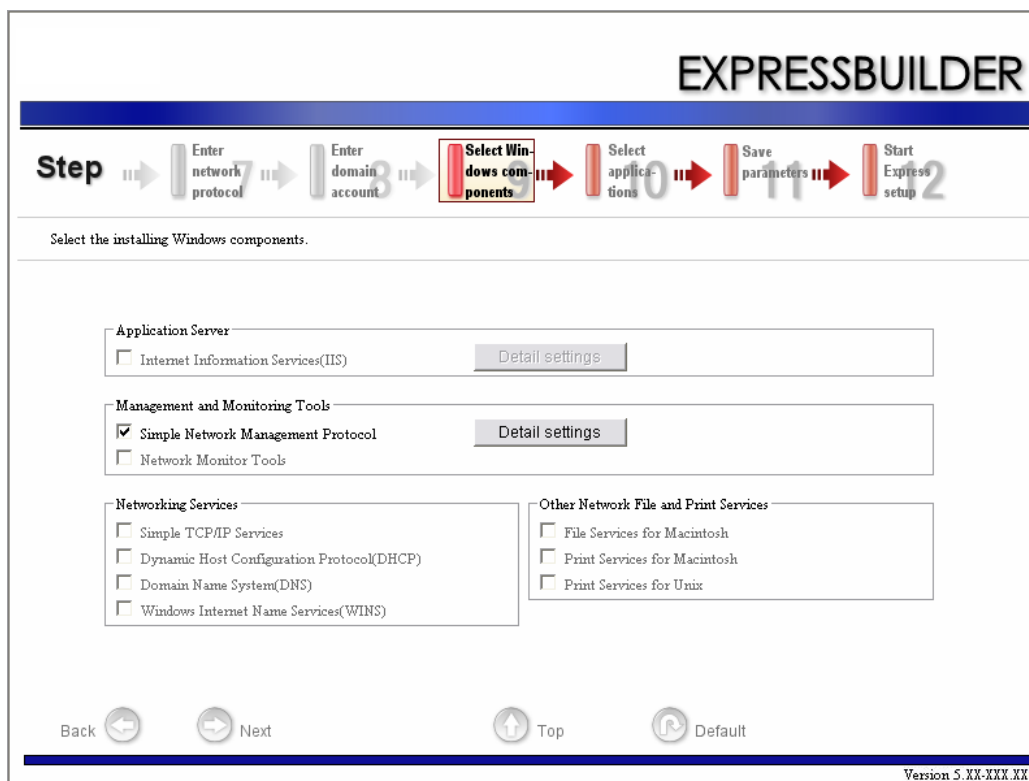 EXPRESSBUILDER
Step
Enter
network
protocol
7
Enter
domain
account
8
Select Win-
dows com-
ponents
9
Select
applica-
tions
10
Save
parameters
11
Start
Express
setup
12
Select the installing Windows components.
Application Server
Internet Information Services(IIS)
Detail settings
Management and Monitoring Tools
Simple Network Management Protocol
Detail settings
Network Monitor Tools
Networking Services
Simple TCP/IP Services
Dynamic Host Configuration Protocol(DHCP)
Domain Name System(DNS)
Windows Internet Name Services(WINS)
Other Network File and Print Services
File Services for Macintosh
Print Services for Macintosh
Print Services for Unix
Back
Next
Top
Default
Version 5.XX-XXX.XX